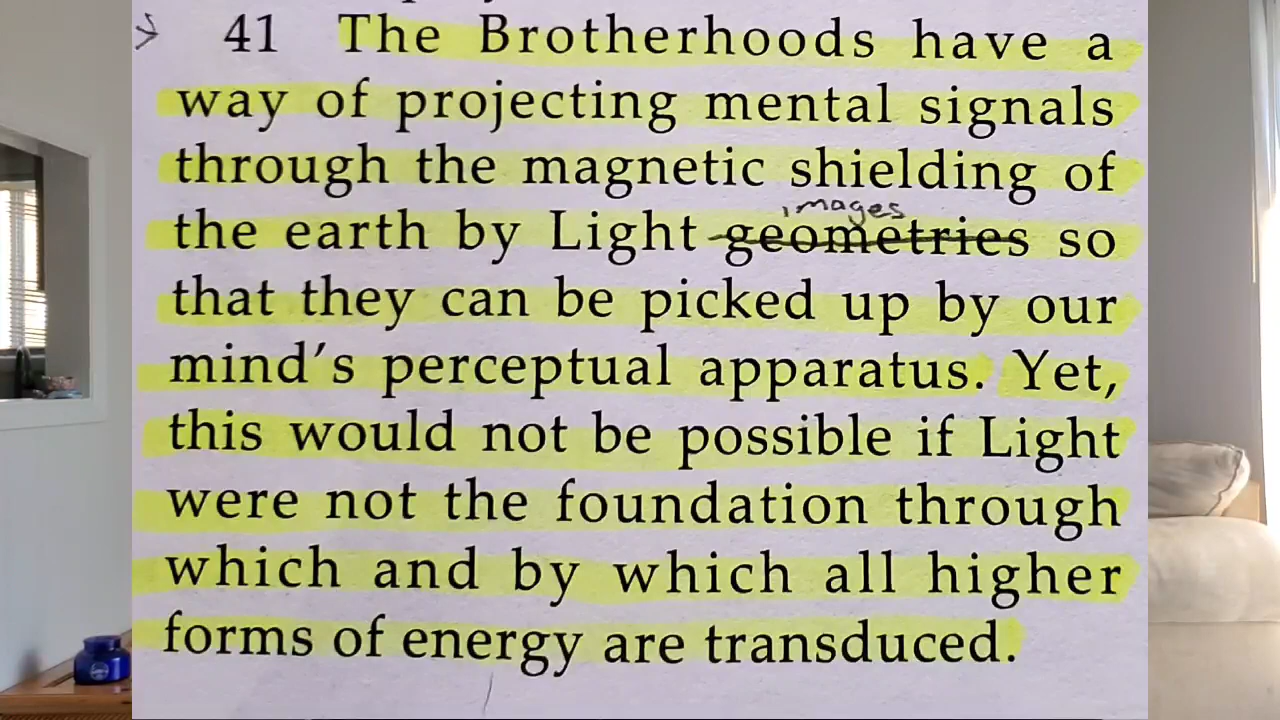 41 The Brotherhoods have a
way of projecting mental signals
through the magnetic shielding of
images
the earth by Light geometries so
that they can be picked up by our
mind's perceptual apparatus. Yet,
this would not be possible if Light
were not the foundation through
which and by which all higher
forms of energy are transduced.